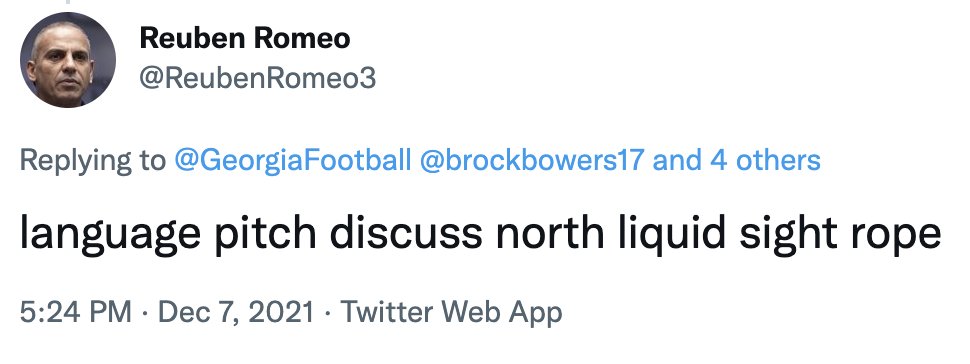 Reuben Romeo
@ReubenRomeo3
Replying to @GeorgiaFootball @brockbowers17 and 4 others
language pitch discuss north liquid sight rope
5:24 PM · Dec 7, 2021 · Twitter Web App